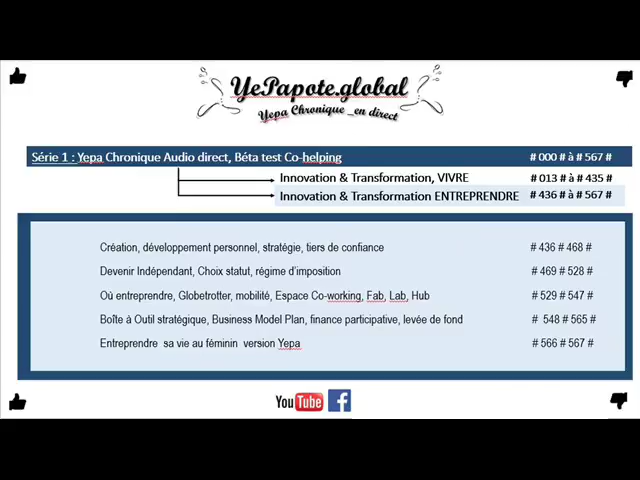 YePapote.global
Yepa Chronique _en direct
Série 1 : Yepa Chronique Audio direct, Béta test Co-helping # 000 # à # 567 #
Innovation & Transformation, VIVRE # 013 # à # 435 #
Innovation & Transformation ENTREPRENDRE # 436 # à # 567 #
Création, développement personnel, stratégie, tiers de confiance # 436 # 468 #
Devenir Indépendant, Choix statut, régime d'imposition # 469 # 528 #
Où entreprendre, Globetrotter, mobilité, Espace Co-working, Fab, Lab, Hub # 529 # 547 #
Boîte à Outil stratégique, Business Model Plan, finance participative, levée de fond # 548 # 565 #
Entreprendre sa vie au féminin version Yepa # 566 # 567 #
YouTube f